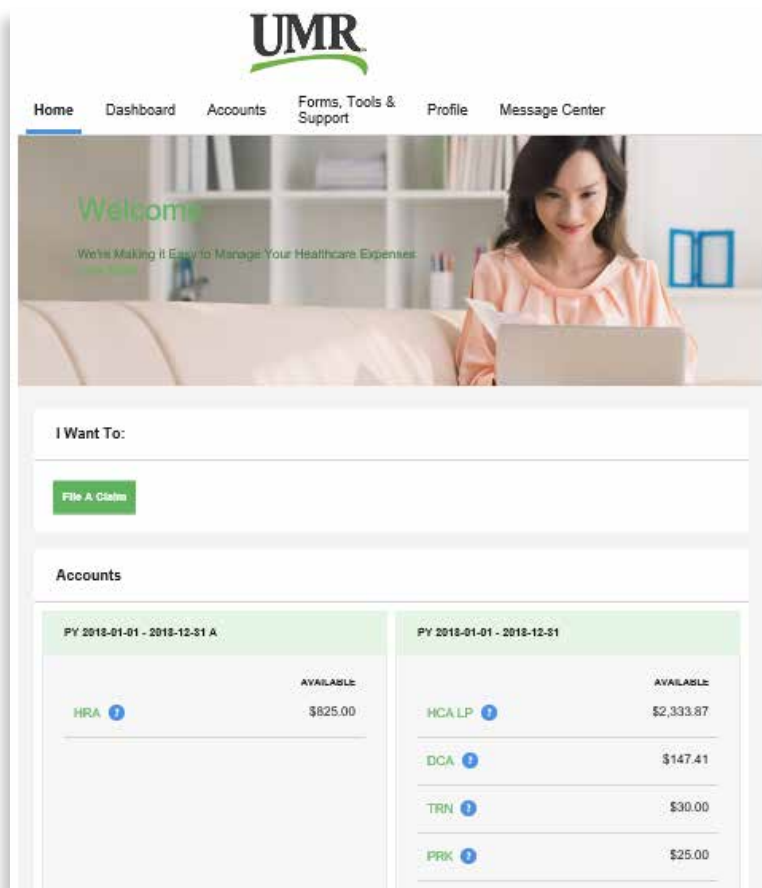 UMR
Home Dashboard Accounts Forms, Tools & Support Profile Message Center
Welcome
We're Making it Easy to Manage Your Healthcare Expenses
I Want To:
File A Claim
Accounts
PY 2018-01-01 - 2018-12-31 A
AVAILABLE
HRA $825.00
PY 2018-01-01 - 2018-12-31
AVAILABLE
HCA LP $2,333.87
DCA $147.41
TRN $30.00
PRK $25.00